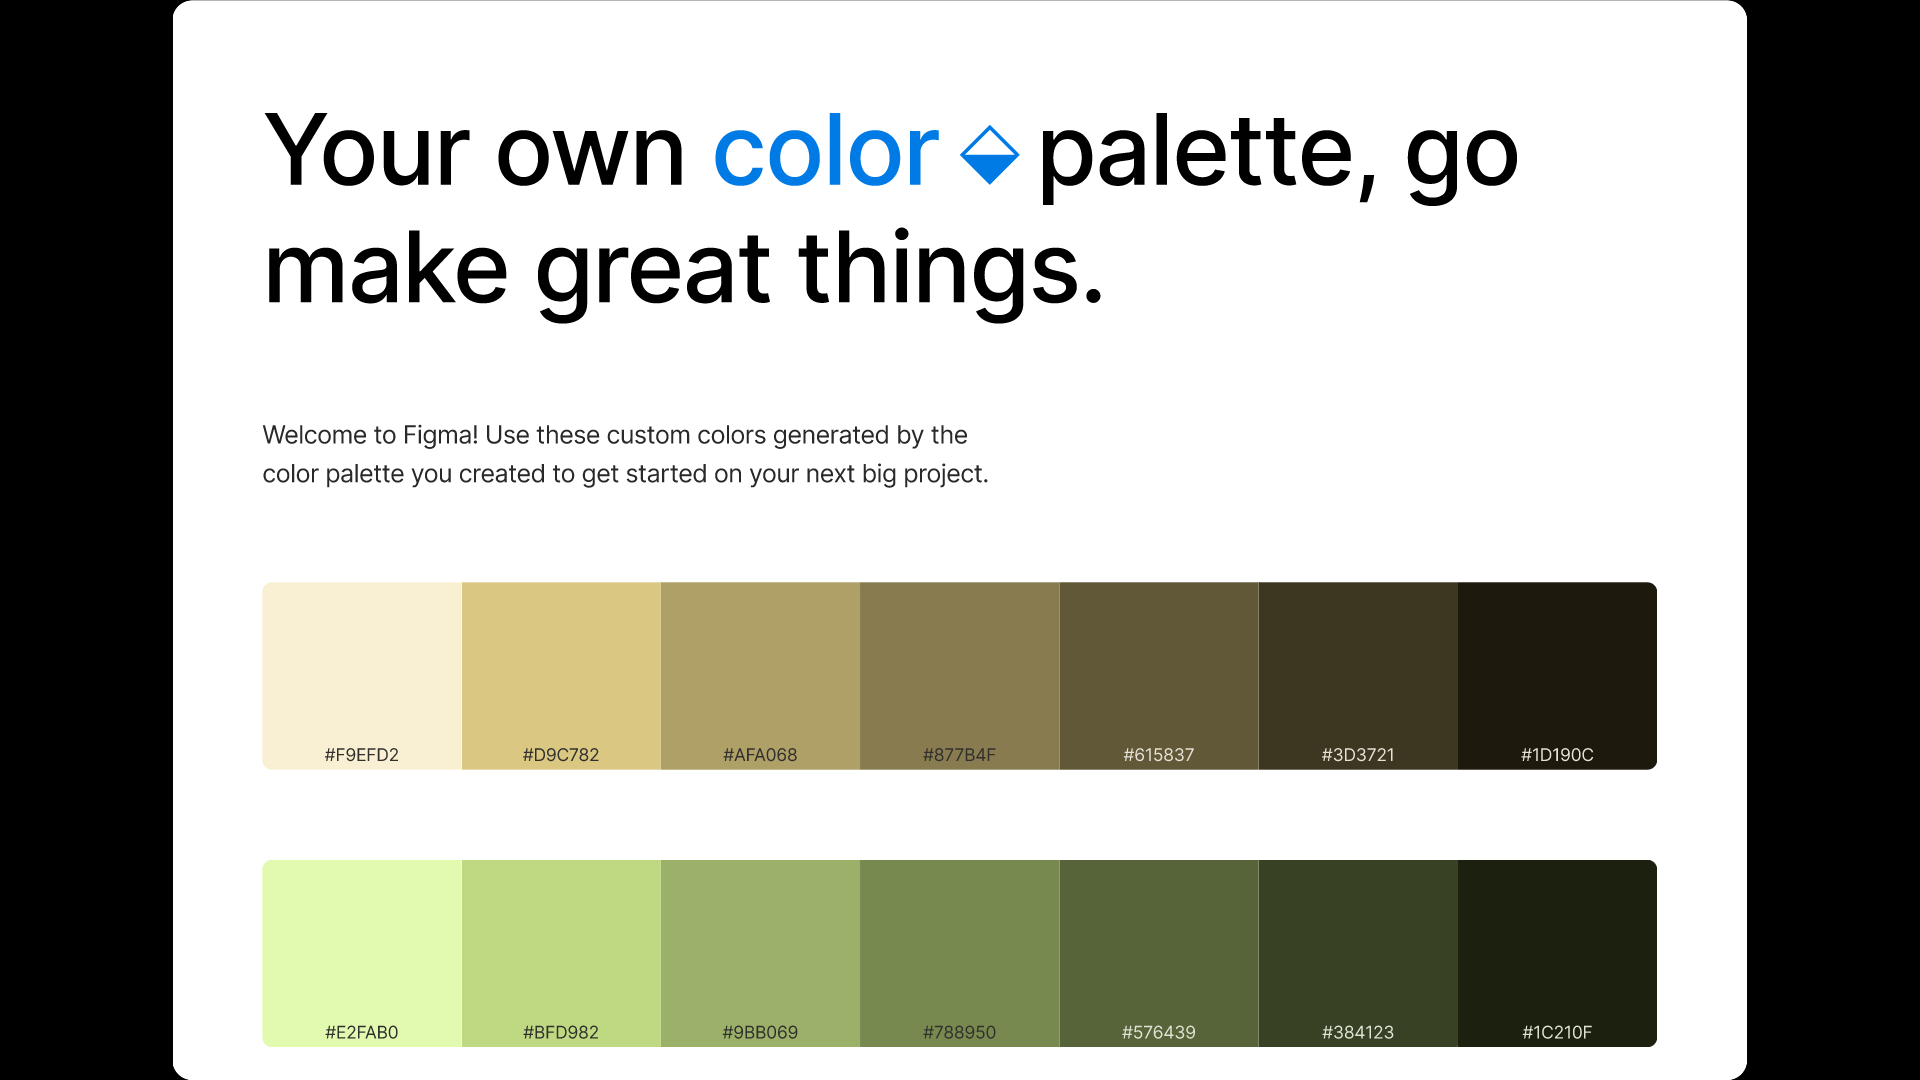 Your own color palette, go
make great things.
Welcome to Figma! Use these custom colors generated by the
color palette you created to get started on your next big project.
#F9EFD2 #D9C782 #AFA068 #877B4F #615837 #3D3721 #1D190C
#E2FAB0 #BFD982 #9BB069 #788950 #576439 #384123 #1C210F